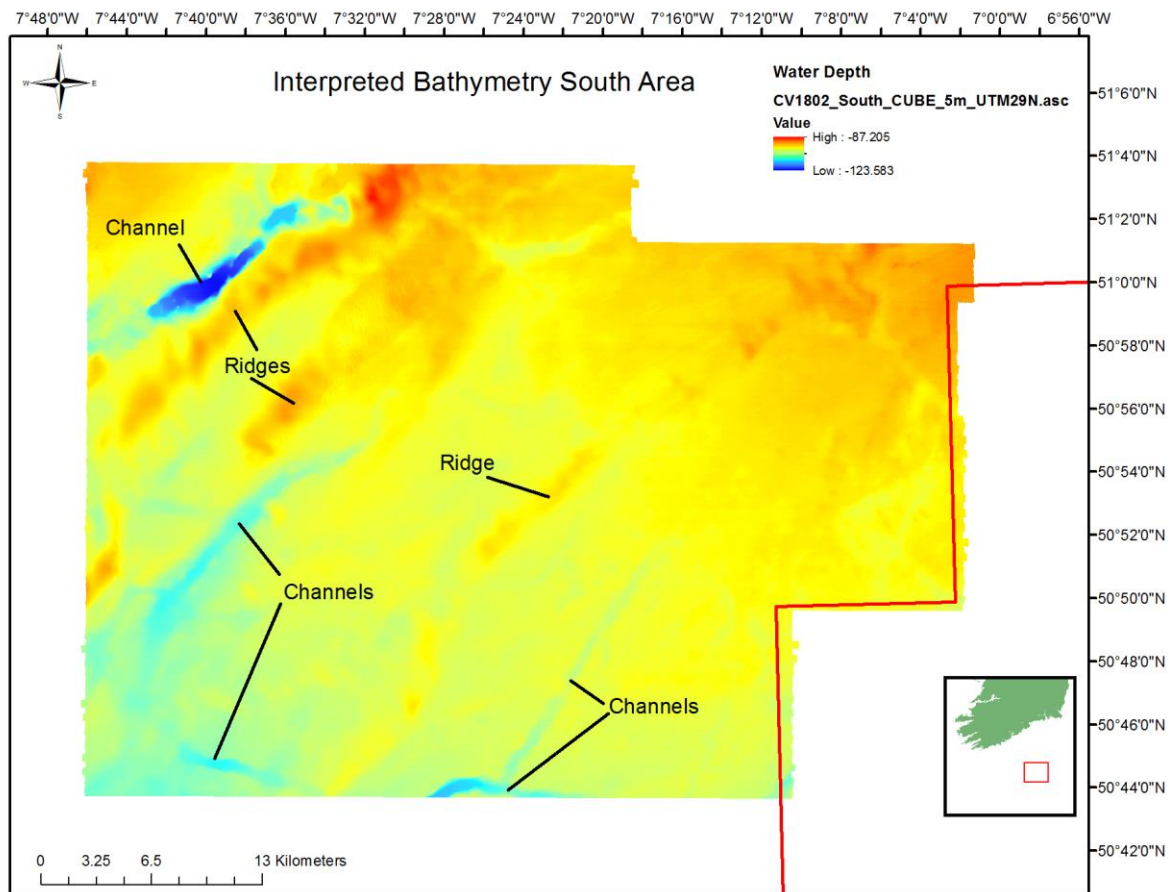 7°48'0"W 7°44'0"W 7°40'0"W 7°36'0"W 7°32'0"W 7°28'0"W 7°24'0"W 7°20'0"W 7°16'0"W 7°12'0"W 7°8'0"W 7°4'0"W 7°0'0"W 6°56'0"W
N
W E
S
Interpreted Bathymetry South Area
Water Depth
CV1802_South_CUBE_5m_UTM29N.asc
Value
High : -87.205
Low : -123.583
51°6'0"N
51°4'0"N
51°2'0"N
51°0'0"N
50°58'0"N
50°56'0"N
50°54'0"N
50°52'0"N
50°50'0"N
50°48'0"N
50°46'0"N
50°44'0"N
50°42'0"N
Channel
Ridges
Ridge
Channels
Channels
0 3.25 6.5 13 Kilometers